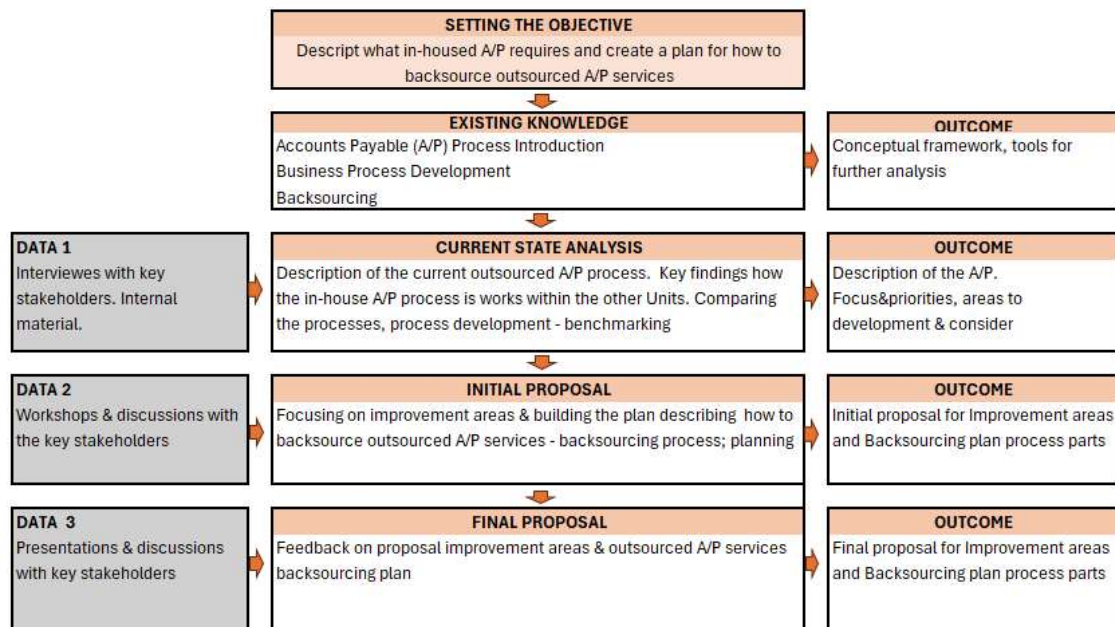 SETTING THE OBJECTIVE
Descript what in-housed A/P requires and create a plan for how to
backsource outsourced A/P services
EXISTING KNOWLEDGE
Accounts Payable (A/P) Process Introduction
Business Process Development
Backsourcing
OUTCOME
Conceptual framework, tools for
further analysis
DATA 1
Interviewes with key
stakeholders. Internal
material.
CURRENT STATE ANALYSIS
Description of the current outsourced A/P process.  Key findings how
the in-house A/P process is works within the other Units. Comparing
the processes, process development - benchmarking
OUTCOME
Description of the A/P.
Focus&priorities, areas to
development & consider
DATA 2
Workshops & discussions with
the key stakeholders
INITIAL PROPOSAL
Focusing on improvement areas & building the plan describing  how to
backsource outsourced A/P services - backsourcing process; planning
OUTCOME
Initial proposal for Improvement areas
and Backsourcing plan process parts
DATA  3
Presentations & discussions
with key stakeholders
FINAL PROPOSAL
Feedback on proposal improvement areas & outsourced A/P services
backsourcing plan
OUTCOME
Final proposal for Improvement areas
and Backsourcing plan process parts